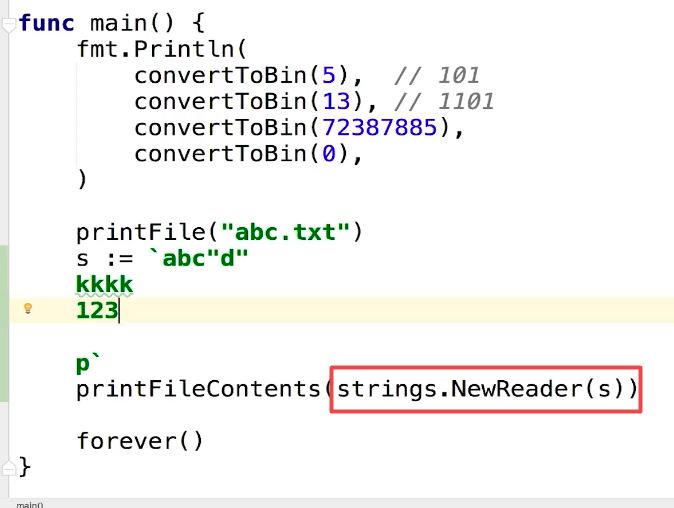 func main() {
    fmt.Println(
        convertToBin(5),  // 101
        convertToBin(13), // 1101
        convertToBin(72387885),
        convertToBin(0),
    )

    printFile("abc.txt")
    s := `abc"d"
    kkkk
    123

    p`
    printFileContents(strings.NewReader(s))

    forever()
}
main()